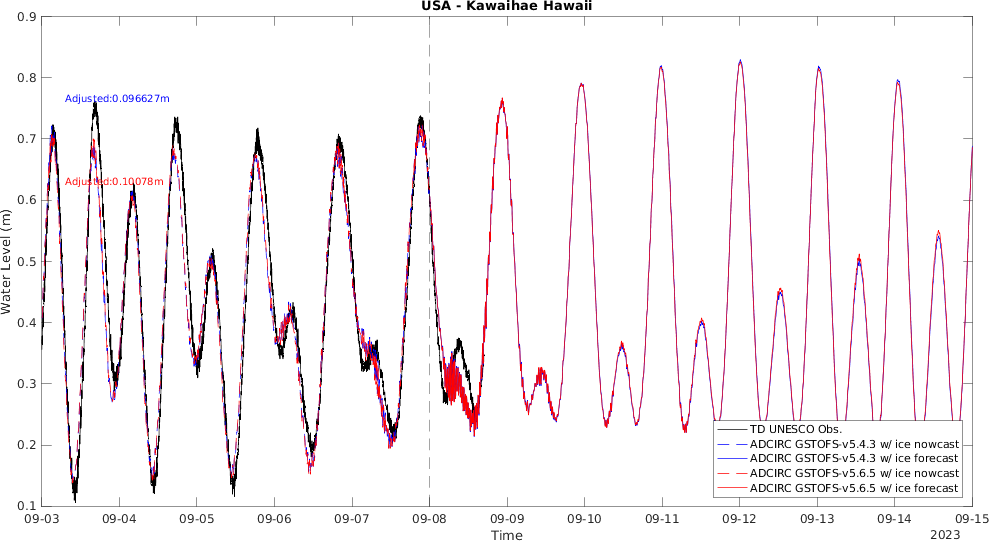 USA - Kawaihae Hawaii
0.9
0.8
0.7
0.6
0.5
0.4
0.3
0.2
0.1
Water Level (m)
Adjusted:0.096627m
Adjusted:0.10078m
TD UNESCO Obs.
ADCIRC GSTOFS-v5.4.3 w/ ice nowcast
ADCIRC GSTOFS-v5.4.3 w/ ice forecast
ADCIRC GSTOFS-v5.6.5 w/ ice nowcast
ADCIRC GSTOFS-v5.6.5 w/ ice forecast
09-03 09-04 09-05 09-06 09-07 09-08 09-09 09-10 09-11 09-12 09-13 09-14 09-15
Time
2023